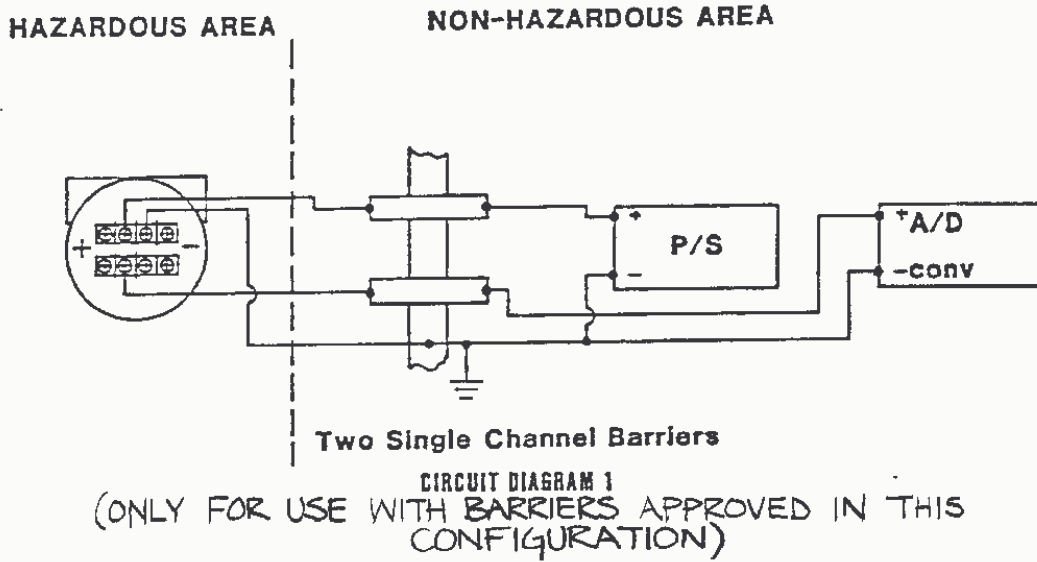 HAZARDOUS AREA
NON-HAZARDOUS AREA
+ -
+
P/S
-
+A/D
-conv
Two Single Channel Barriers
CIRCUIT DIAGRAM 1
(ONLY FOR USE WITH BARRIERS APPROVED IN THIS
CONFIGURATION)